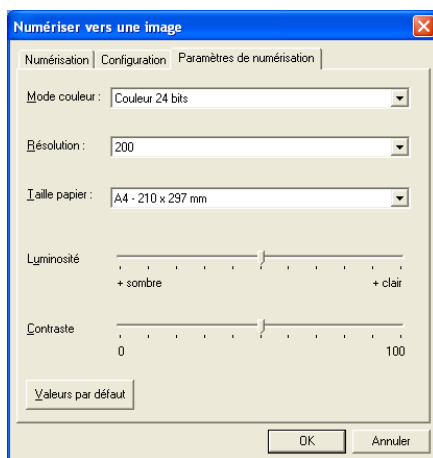 Numériser vers une image
Numérisation Configuration Paramètres de numérisation
Mode couleur : Couleur 24 bits
Résolution : 200
Taille papier : A4 - 210 x 297 mm
Luminosité
+ sombre + clair
Contraste
0 100
Valeurs par défaut
OK Annuler